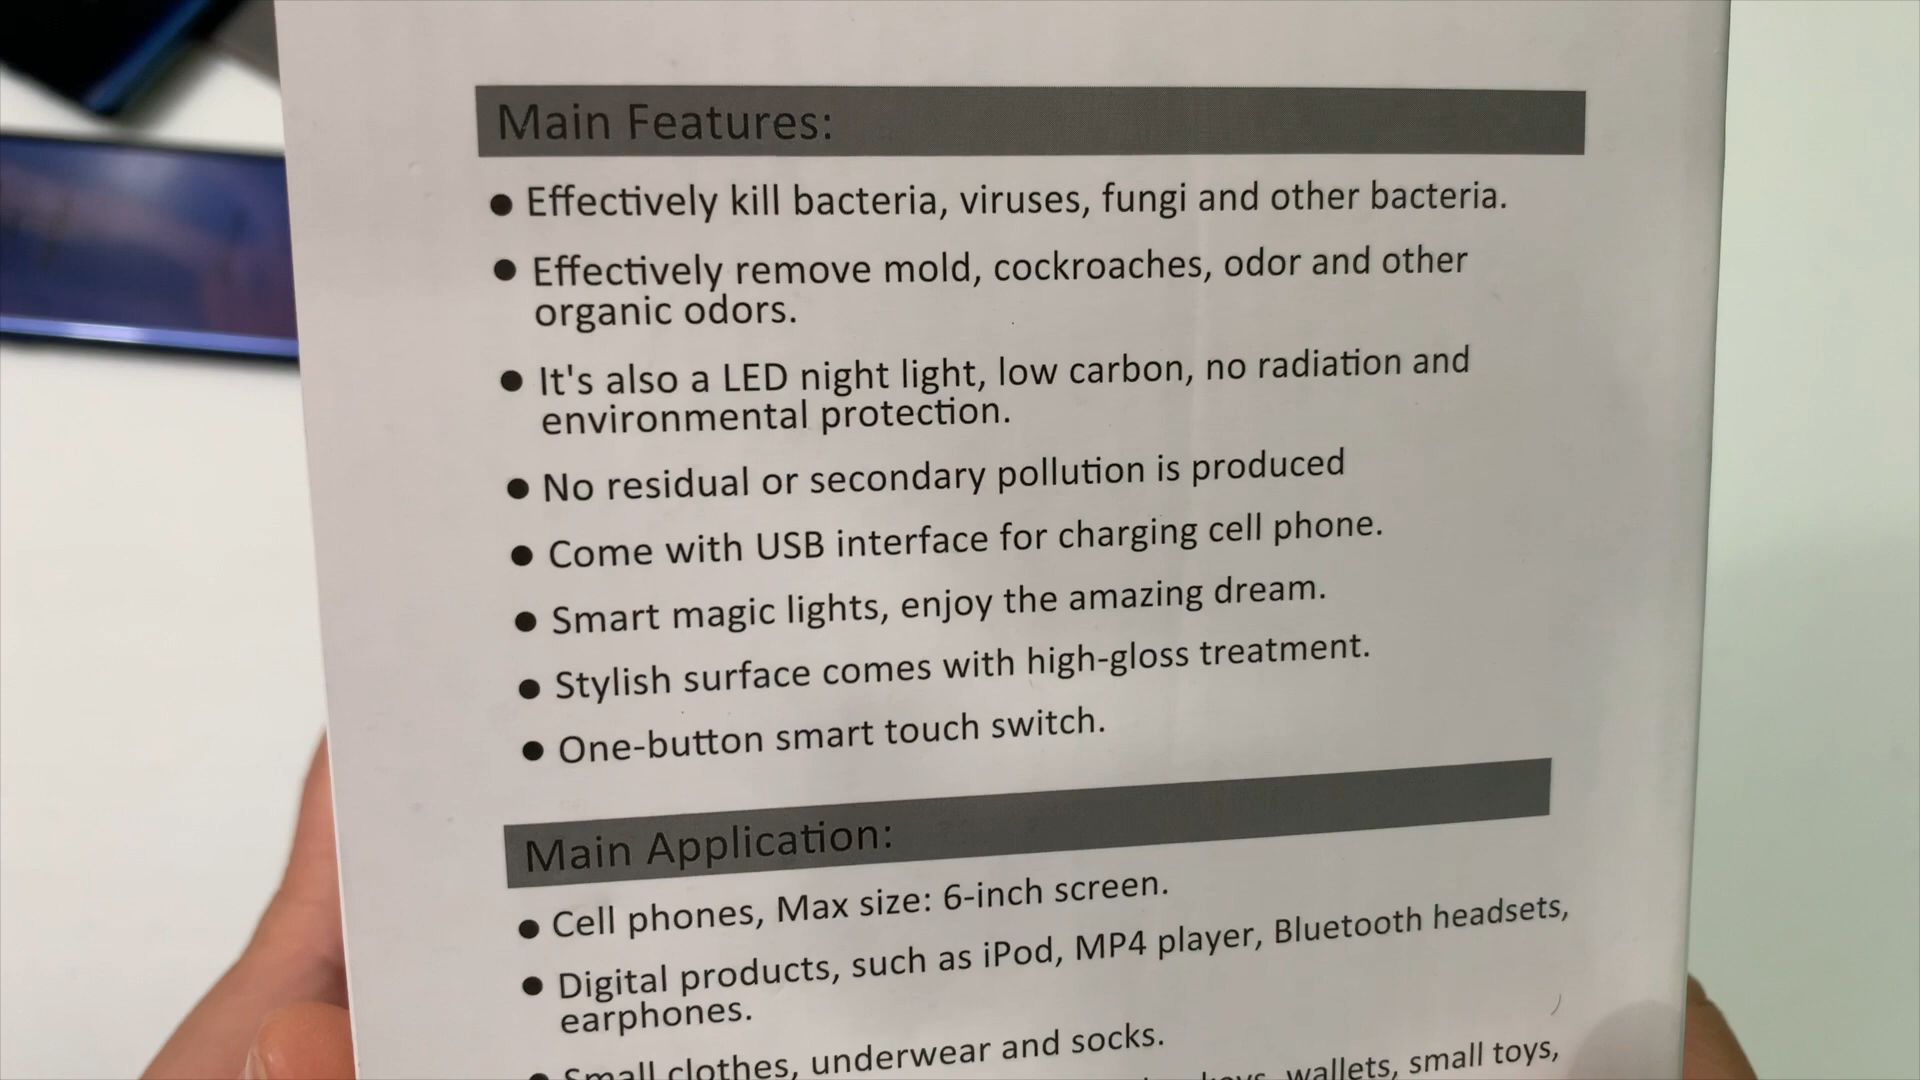 Main Features:
● Effectively kill bacteria, viruses, fungi and other bacteria.
● Effectively remove mold, cockroaches, odor and other
organic odors.
● It's also a LED night light, low carbon, no radiation and
environmental protection.
● No residual or secondary pollution is produced
● Come with USB interface for charging cell phone.
● Smart magic lights, enjoy the amazing dream.
● Stylish surface comes with high-gloss treatment.
● One-button smart touch switch.
Main Application:
● Cell phones, Max size: 6-inch screen.
● Digital products, such as iPod, MP4 player, Bluetooth headsets,
earphones.
● Small clothes, underwear and socks.
wallets, small toys,